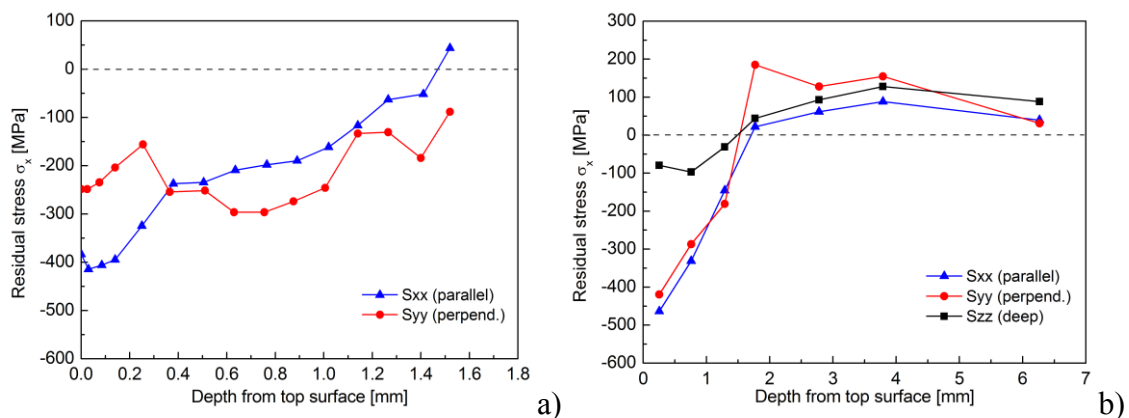 100
0
-100
-200
-300
-400
-500
-600
0.0 0.2 0.4 0.6 0.8 1.0 1.2 1.4 1.6 1.8
Residual stress σx [MPa]
Depth from top surface [mm]
Sxx (parallel)
Syy (perpend.)
a)
300
200
100
0
-100
-200
-300
-400
-500
-600
0 1 2 3 4 5 6 7
Residual stress σx [MPa]
Depth from top surface [mm]
Sxx (parallel)
Syy (perpend.)
Szz (deep)
b)